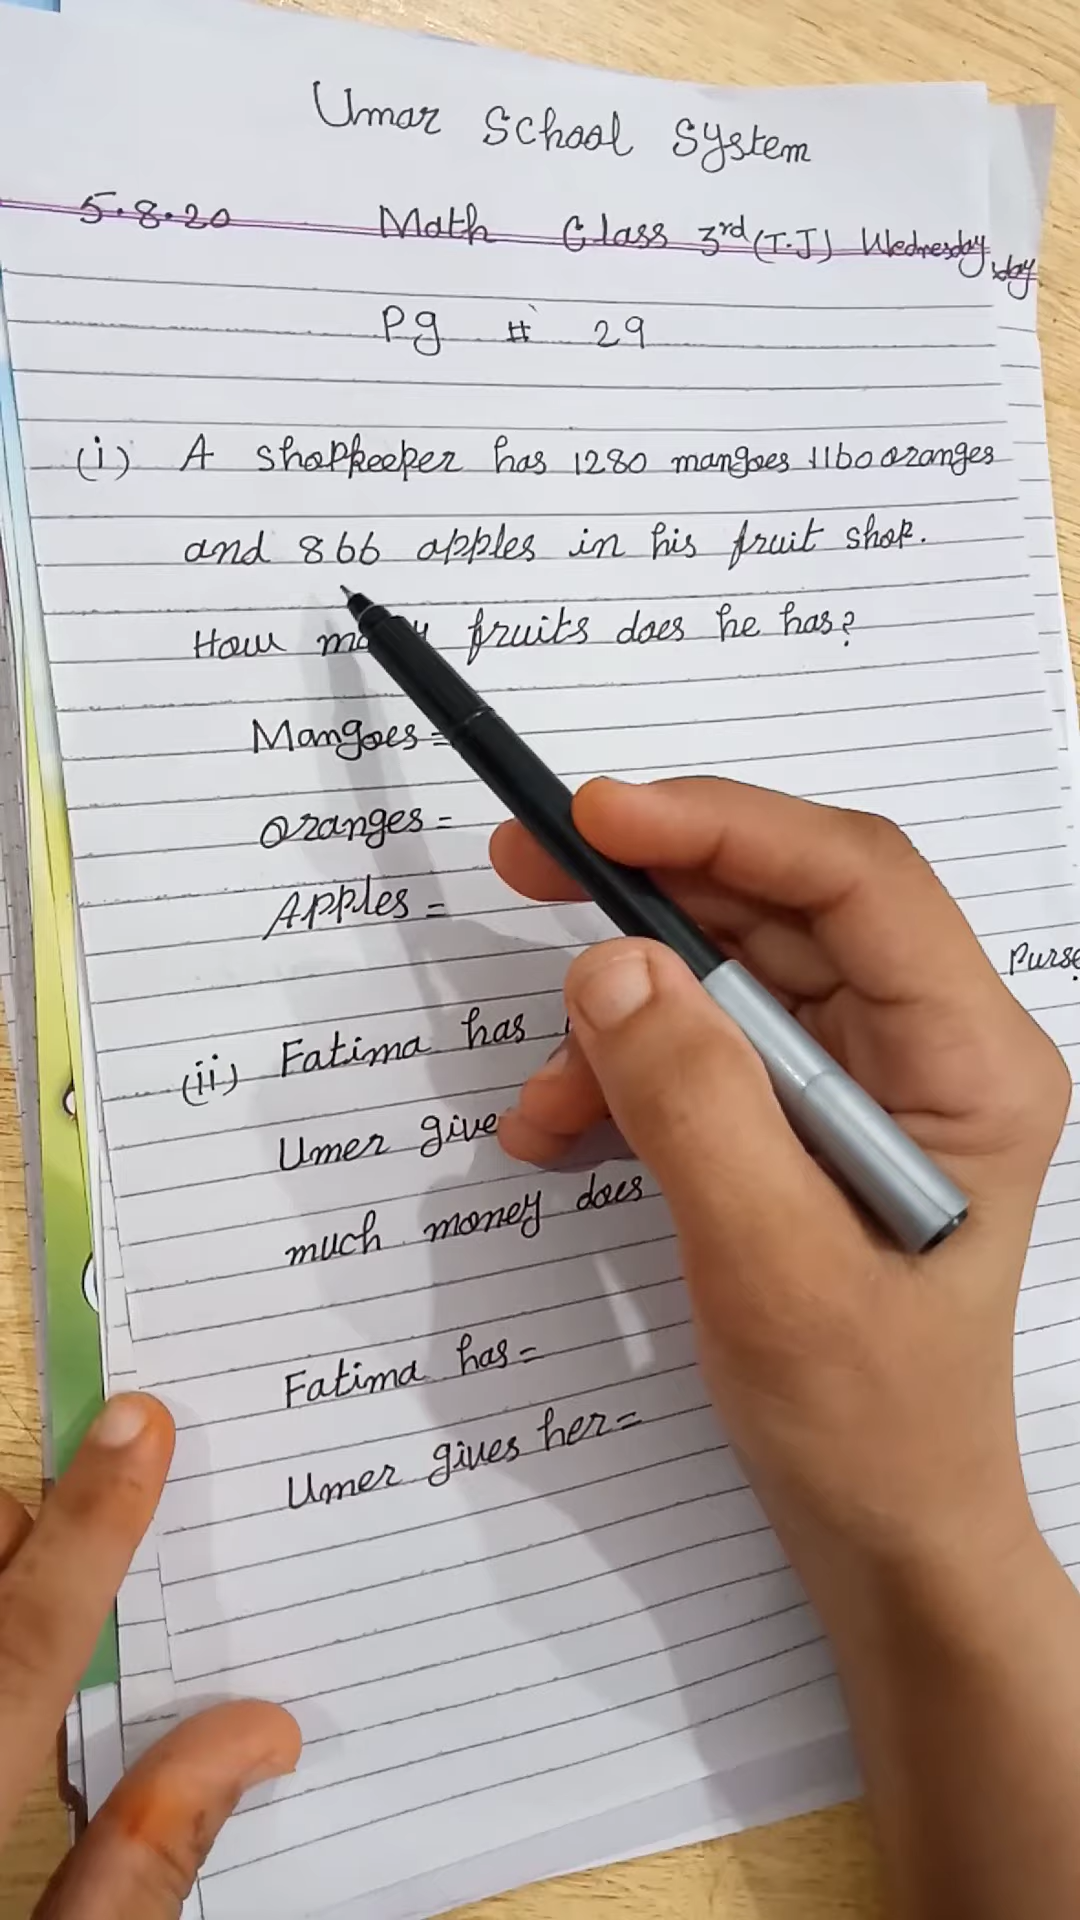 Umar School System
5.8.20 Math Class 3rd (T.J) Wednesday
day
Pg # 29
(i) A shopkeeper has 1280 mangoes, 1160 oranges
and 866 apples in his fruit shop.
How many fruits does he has?
Mangoes =
Oranges =
Apples =
Purse
(ii) Fatima has
Umer give
much money does
Fatima has=
Umer gives her=